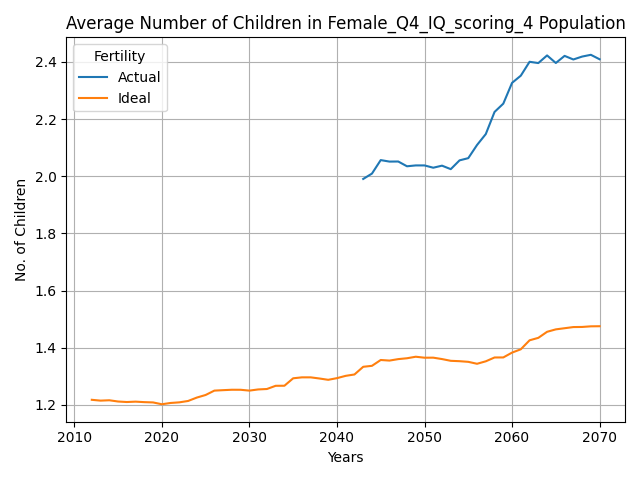 Average Number of Children in Female_Q4_IQ_scoring_4 Population
Fertility
Actual
Ideal
No. of Children
2.4
2.2
2.0
1.8
1.6
1.4
1.2
2010 2020 2030 2040 2050 2060 2070
Years